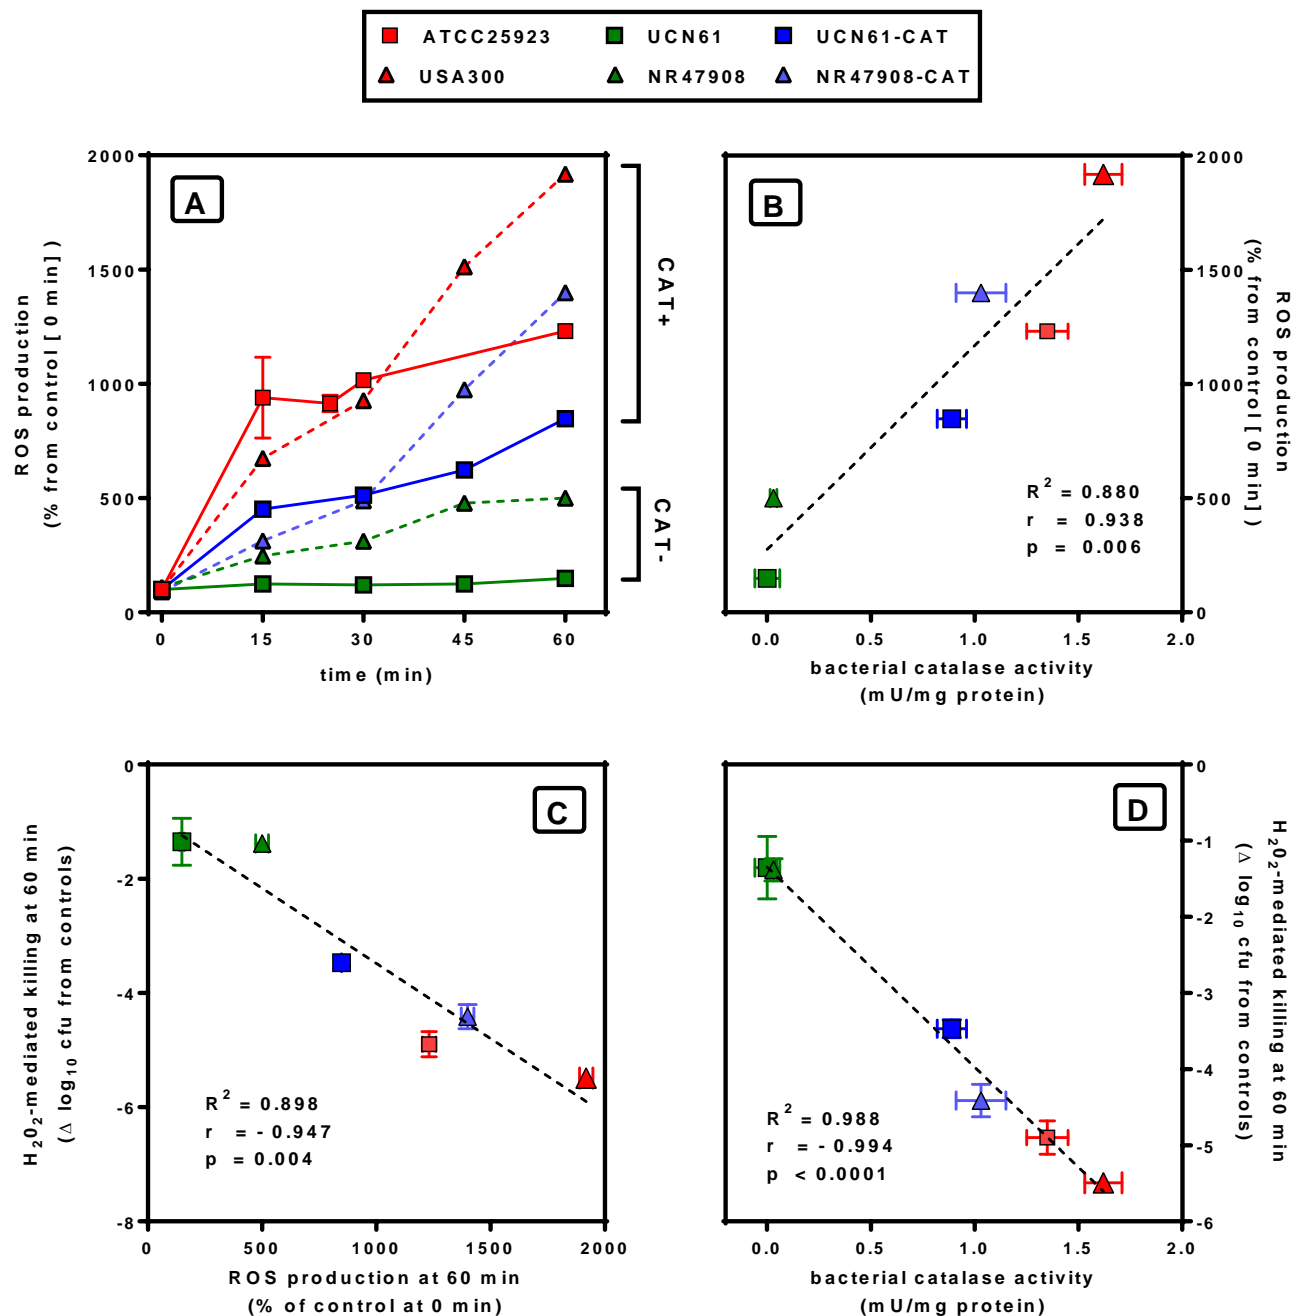 ATCC25923 UCN61 UCN61-CAT
USA300 NR47908 NR47908-CAT
A
ROS production
(% from control [ 0 min] )
2000
1500
1000
500
0
0 15 30 45 60
time (min)
CAT+
CAT-
B
2000
1500
1000
500
0
ROS production
(% from control [ 0 min] )
R² = 0.880
r = 0.938
p = 0.006
0.0 0.5 1.0 1.5 2.0
bacterial catalase activity
(mU/mg protein)
C
H₂0₂-mediated killing at 60 min
(Δ log₁₀ cfu from controls)
0
-2
-4
-6
-8
R² = 0.898
r = - 0.947
p = 0.004
0 500 1000 1500 2000
ROS production at 60 min
(% of control at 0 min)
D
0
-1
-2
-3
-4
-5
-6
H₂0₂-mediated killing at 60 min
(Δ log₁₀ cfu from controls)
R² = 0.988
r = - 0.994
p < 0.0001
0.0 0.5 1.0 1.5 2.0
bacterial catalase activity
(mU/mg protein)